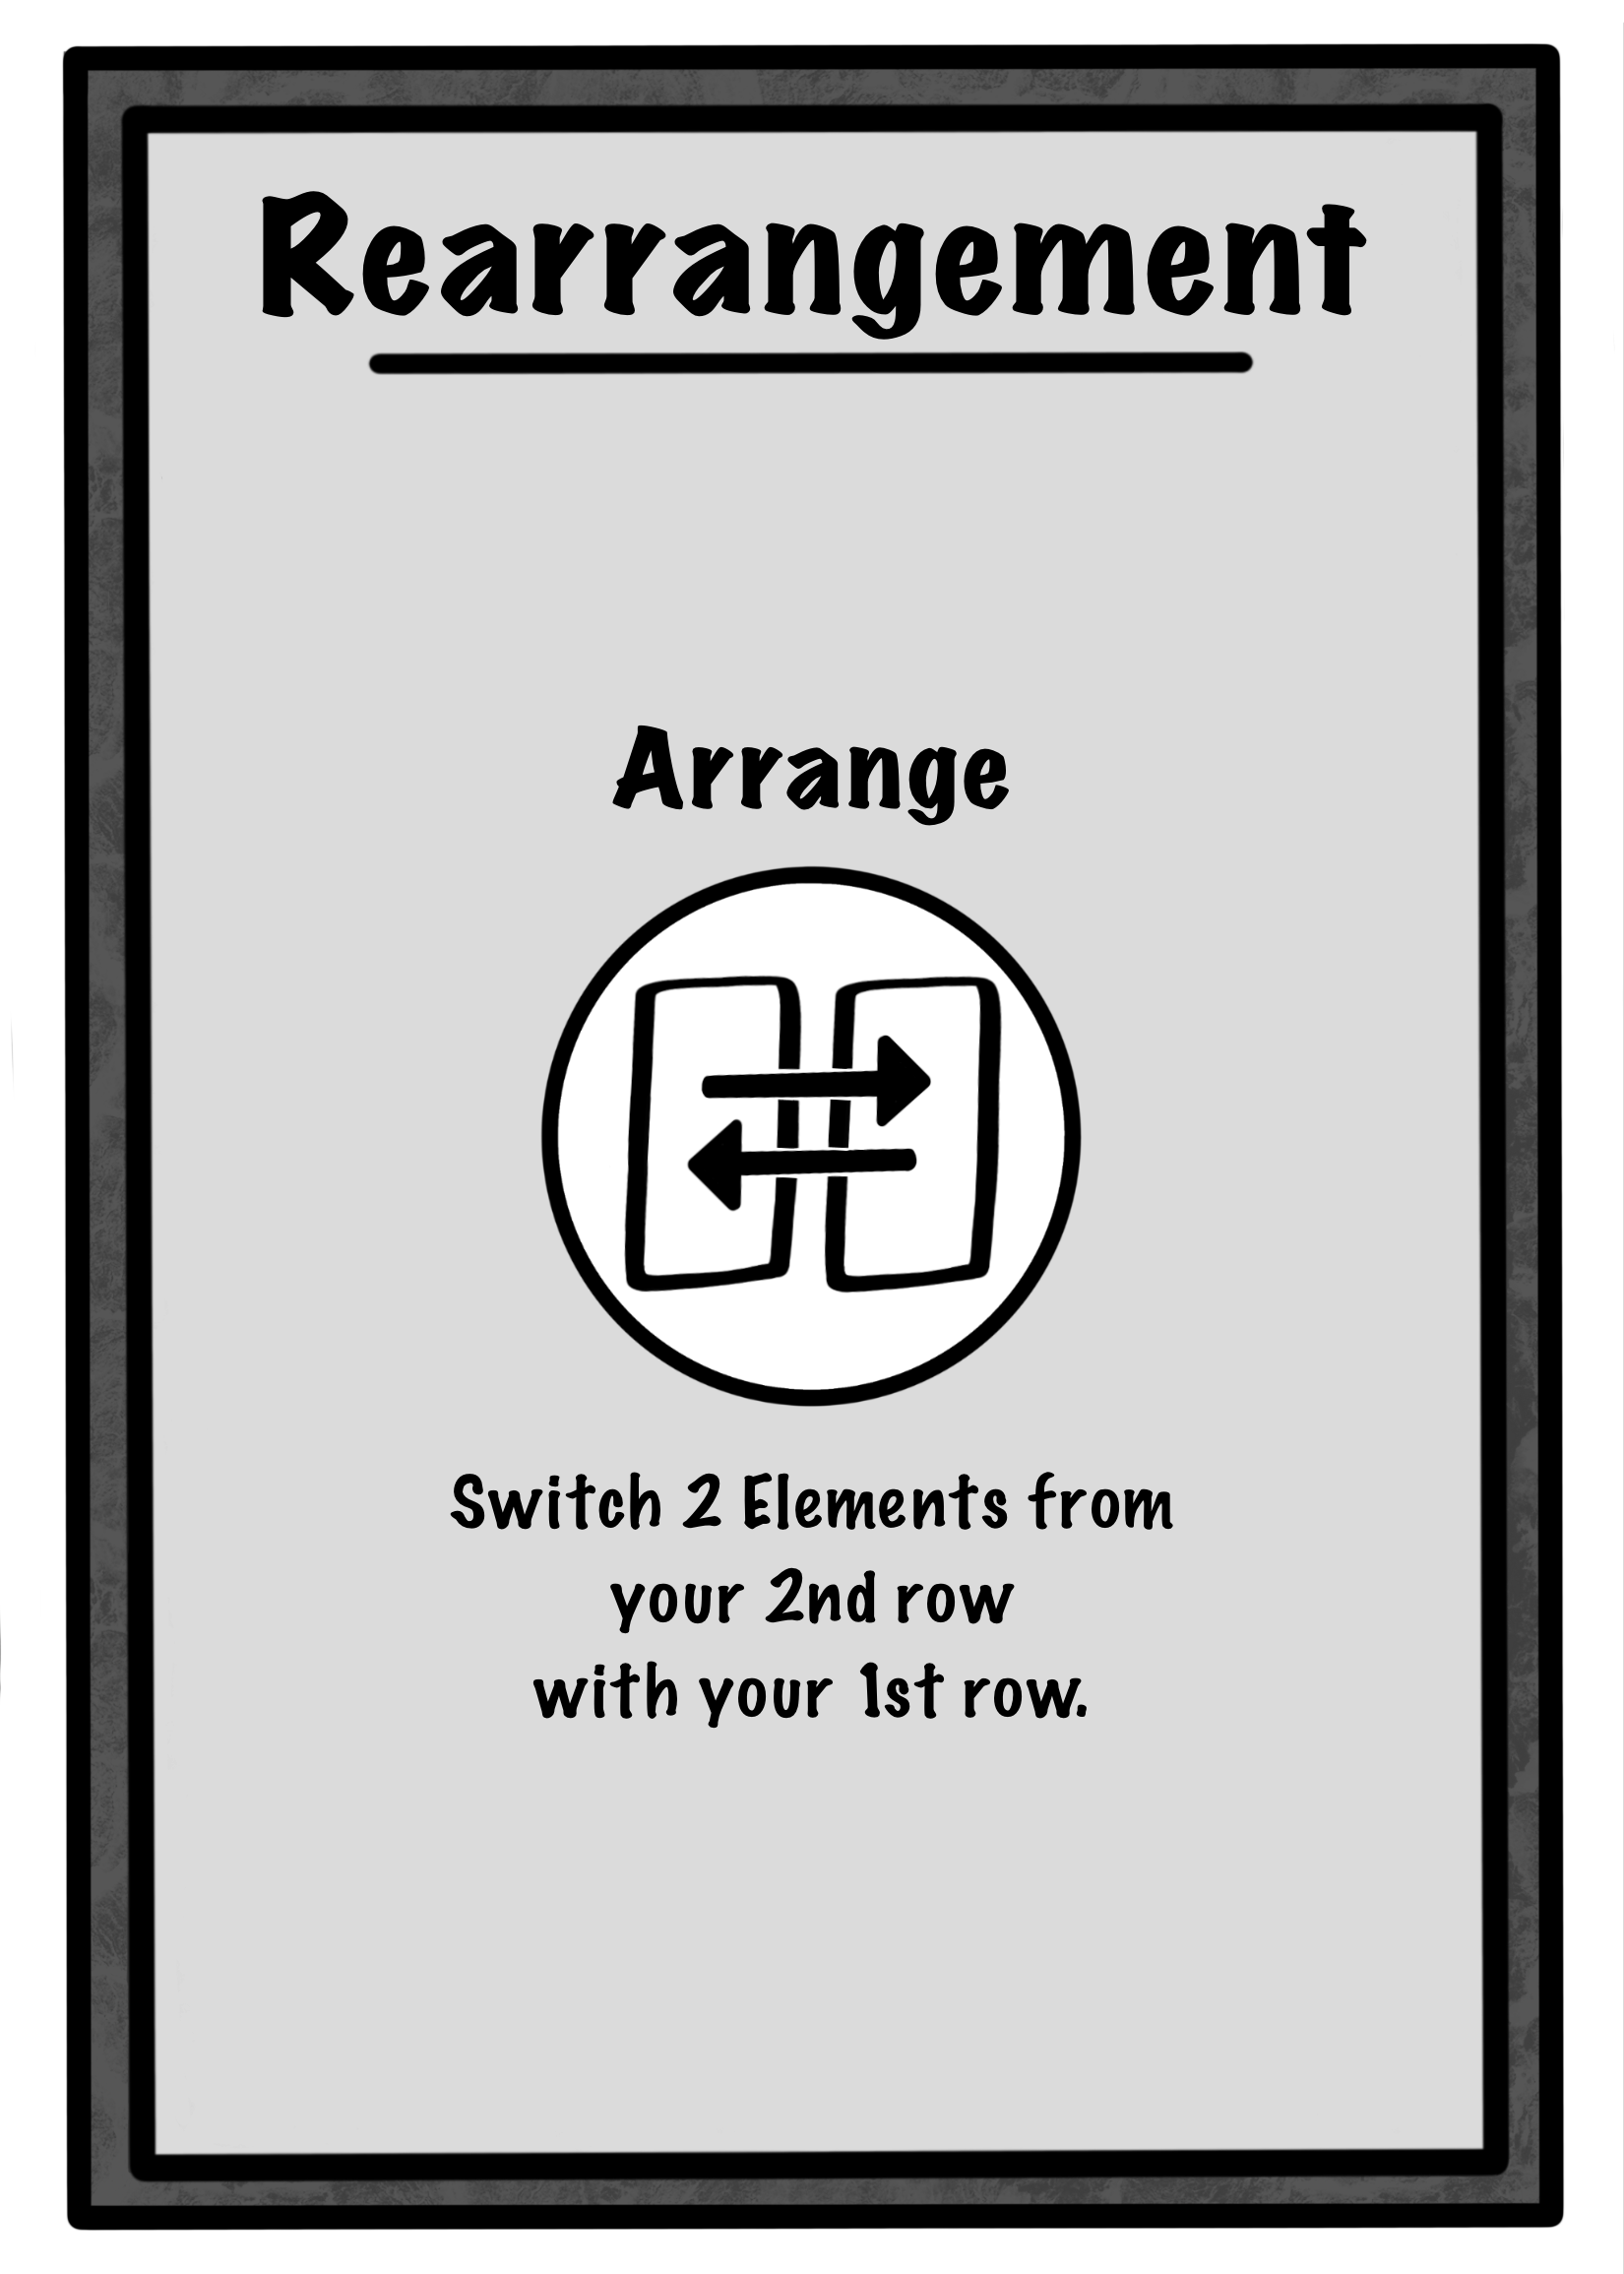 Rearrangement
Arrange
Switch 2 Elements from
your 2nd row
with your 1st row.